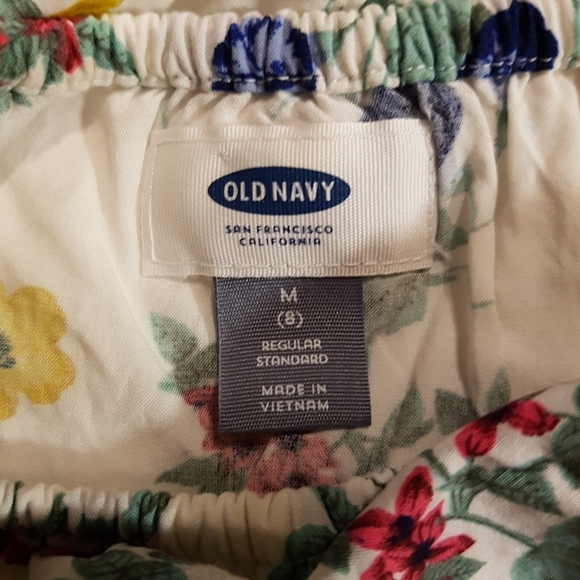 OLD NAVY
SAN FRANCISCO
CALIFORNIA
M
(8)
REGULAR
STANDARD
MADE IN
VIETNAM